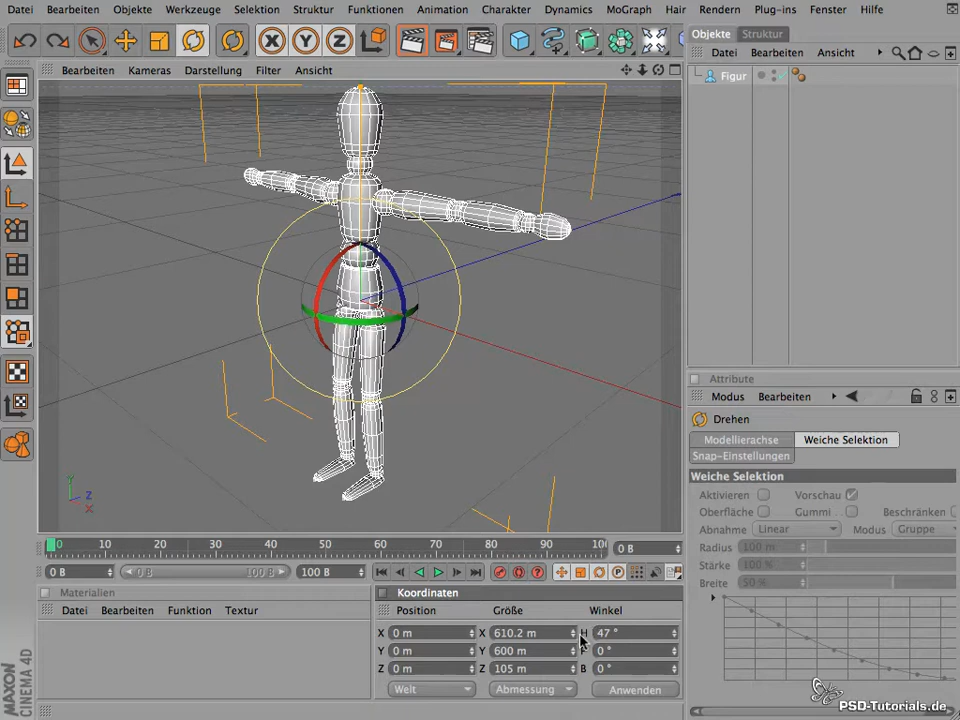 Datei Bearbeiten Objekte Werkzeuge Selektion Struktur Funktionen Animation Charakter Dynamics MoGraph Hair Rendern Plug-ins Fenster Hilfe
X Y Z
Objekte Struktur
Datei Bearbeiten Ansicht
Bearbeiten Kameras Darstellung Filter Ansicht
Figur
Attribute
Modus Bearbeiten
Drehen
Modellierachse Weiche Selektion
Snap-Einstellungen
Weiche Selektion
Aktivieren Vorschau
Oberfläche Gummi Beschränken
Abnahme Linear Modus Gruppe
Radius 100 m
Stärke 100 %
Breite 50 %
Y
Z
X
0 10 20 30 40 50 60 70 80 90 100 0 B
0 B 0 B 100 B 100 B
Materialien
Datei Bearbeiten Funktion Textur
Koordinaten
Position Größe Winkel
X 0 m X 610.2 m H 47 °
Y 0 m Y 600 m 0 °
Z 0 m Z 105 m B 0 °
Welt Abmessung Anwenden
MAXON
CINEMA 4D
PSD-Tutorials.de